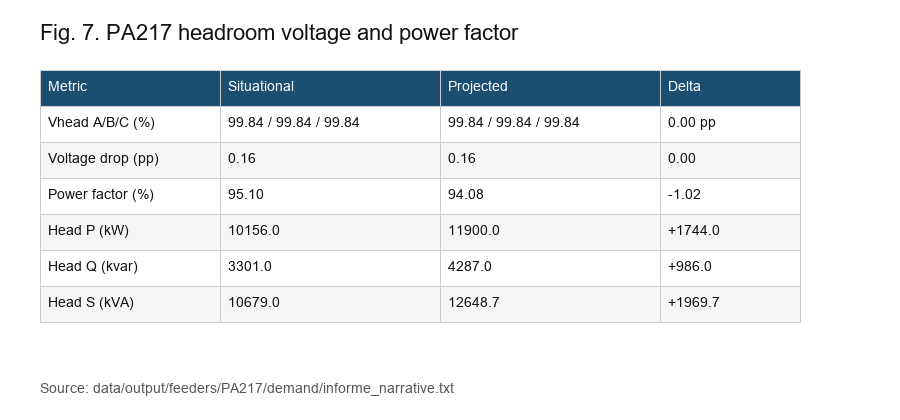 Fig. 7. PA217 headroom voltage and power factor
Metric Situational Projected Delta
Vhead A/B/C (%) 99.84 / 99.84 / 99.84 99.84 / 99.84 / 99.84 0.00 pp
Voltage drop (pp) 0.16 0.16 0.00
Power factor (%) 95.10 94.08 -1.02
Head P (kW) 10156.0 11900.0 +1744.0
Head Q (kvar) 3301.0 4287.0 +986.0
Head S (kVA) 10679.0 12648.7 +1969.7
Source: data/output/feeders/PA217/demand/informe_narrative.txt